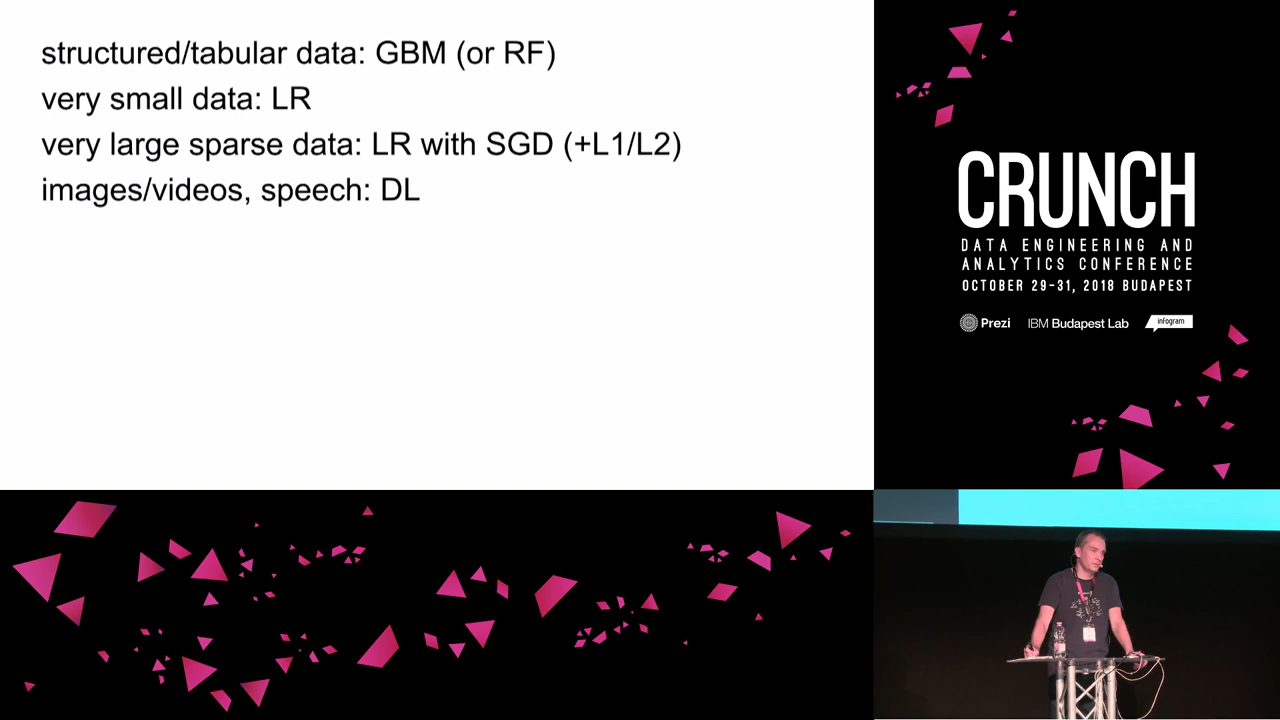 structured/tabular data: GBM (or RF)
very small data: LR
very large sparse data: LR with SGD (+L1/L2)
images/videos, speech: DL
CRUNCH
DATA ENGINEERING AND
ANALYTICS CONFERENCE
OCTOBER 29-31, 2018 BUDAPEST
Prezi IBM Budapest Lab infogram